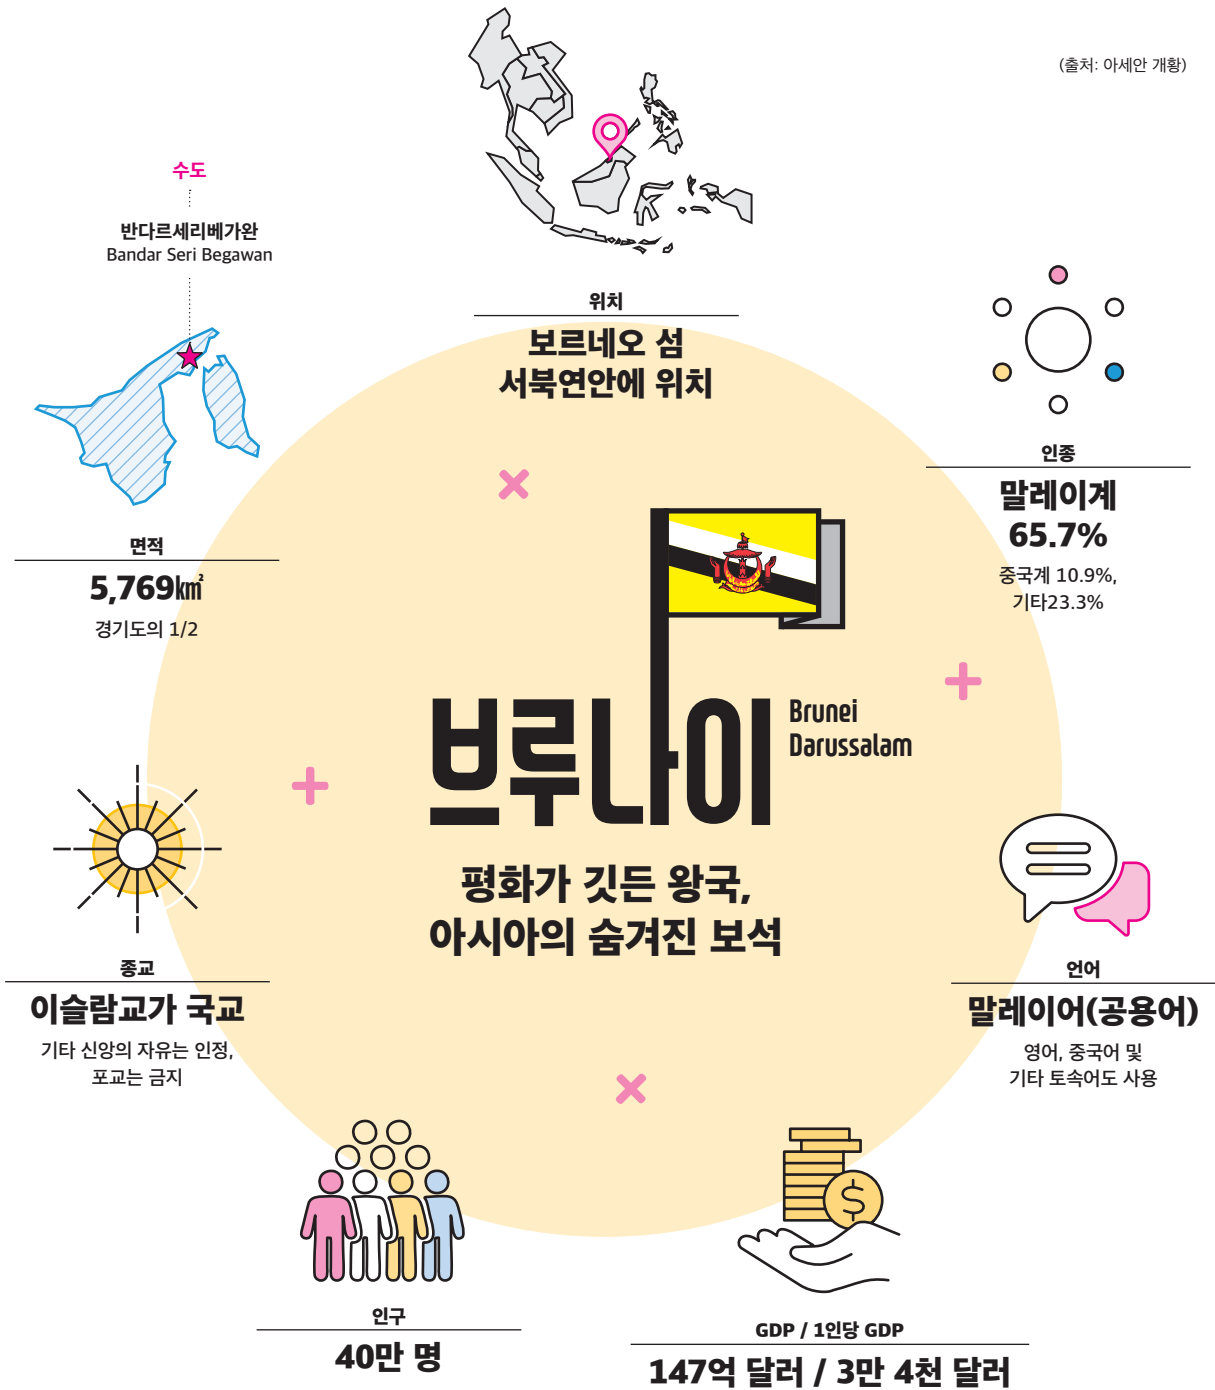 (출처: 아세안 개황)
수도
반다르세리베가완
Bandar Seri Begawan
위치
보르네오 섬
서북연안에 위치
인종
말레이계
65.7%
중국계 10.9%,
기타23.3%
면적
5,769㎢
경기도의 1/2
브루나이
Brunei
Darussalam
평화가 깃든 왕국,
아시아의 숨겨진 보석
종교
이슬람교가 국교
기타 신앙의 자유는 인정,
포교는 금지
언어
말레이어(공용어)
영어, 중국어 및
기타 토속어도 사용
인구
40만 명
GDP / 1인당 GDP
147억 달러 / 3만 4천 달러